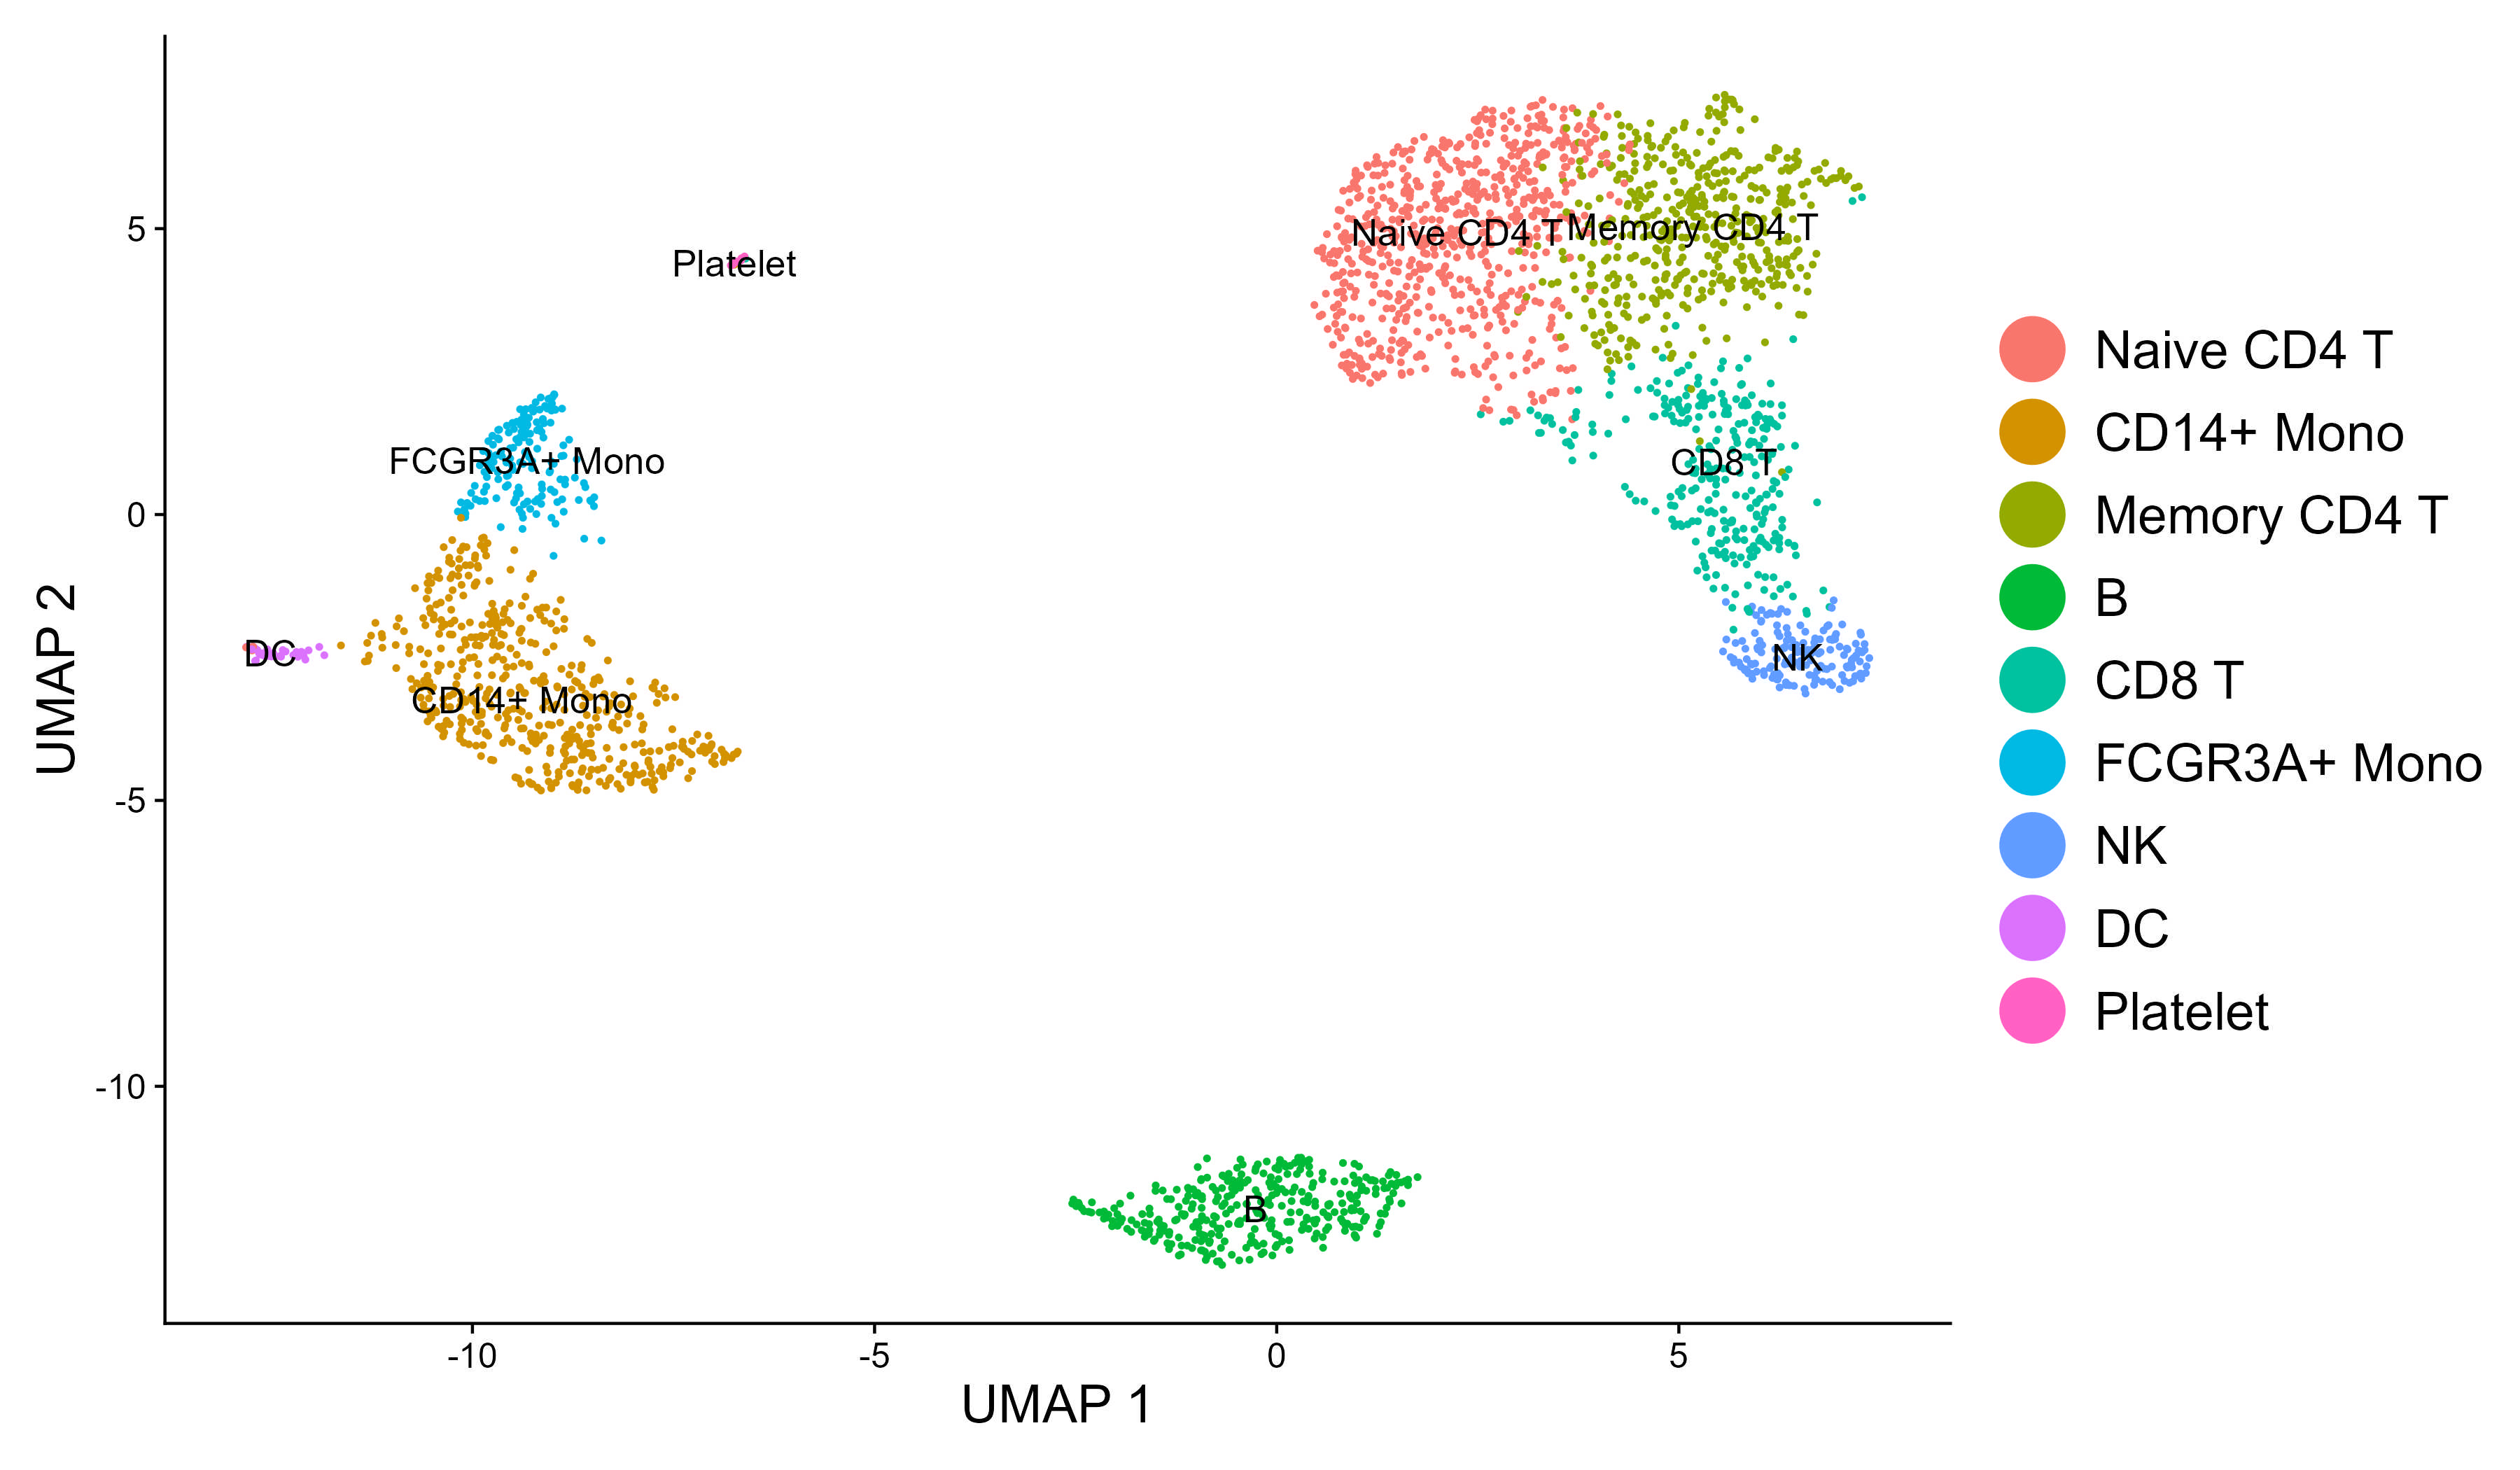 Naive CD4 T
Memory CD4 T
Platelet
FCGR3A+ Mono
CD8 T
DC
NK
CD14+ Mono
B
5
0
-5
-10
UMAP 2
-10
-5
0
5
UMAP 1
Naive CD4 T
CD14+ Mono
Memory CD4 T
B
CD8 T
FCGR3A+ Mono
NK
DC
Platelet